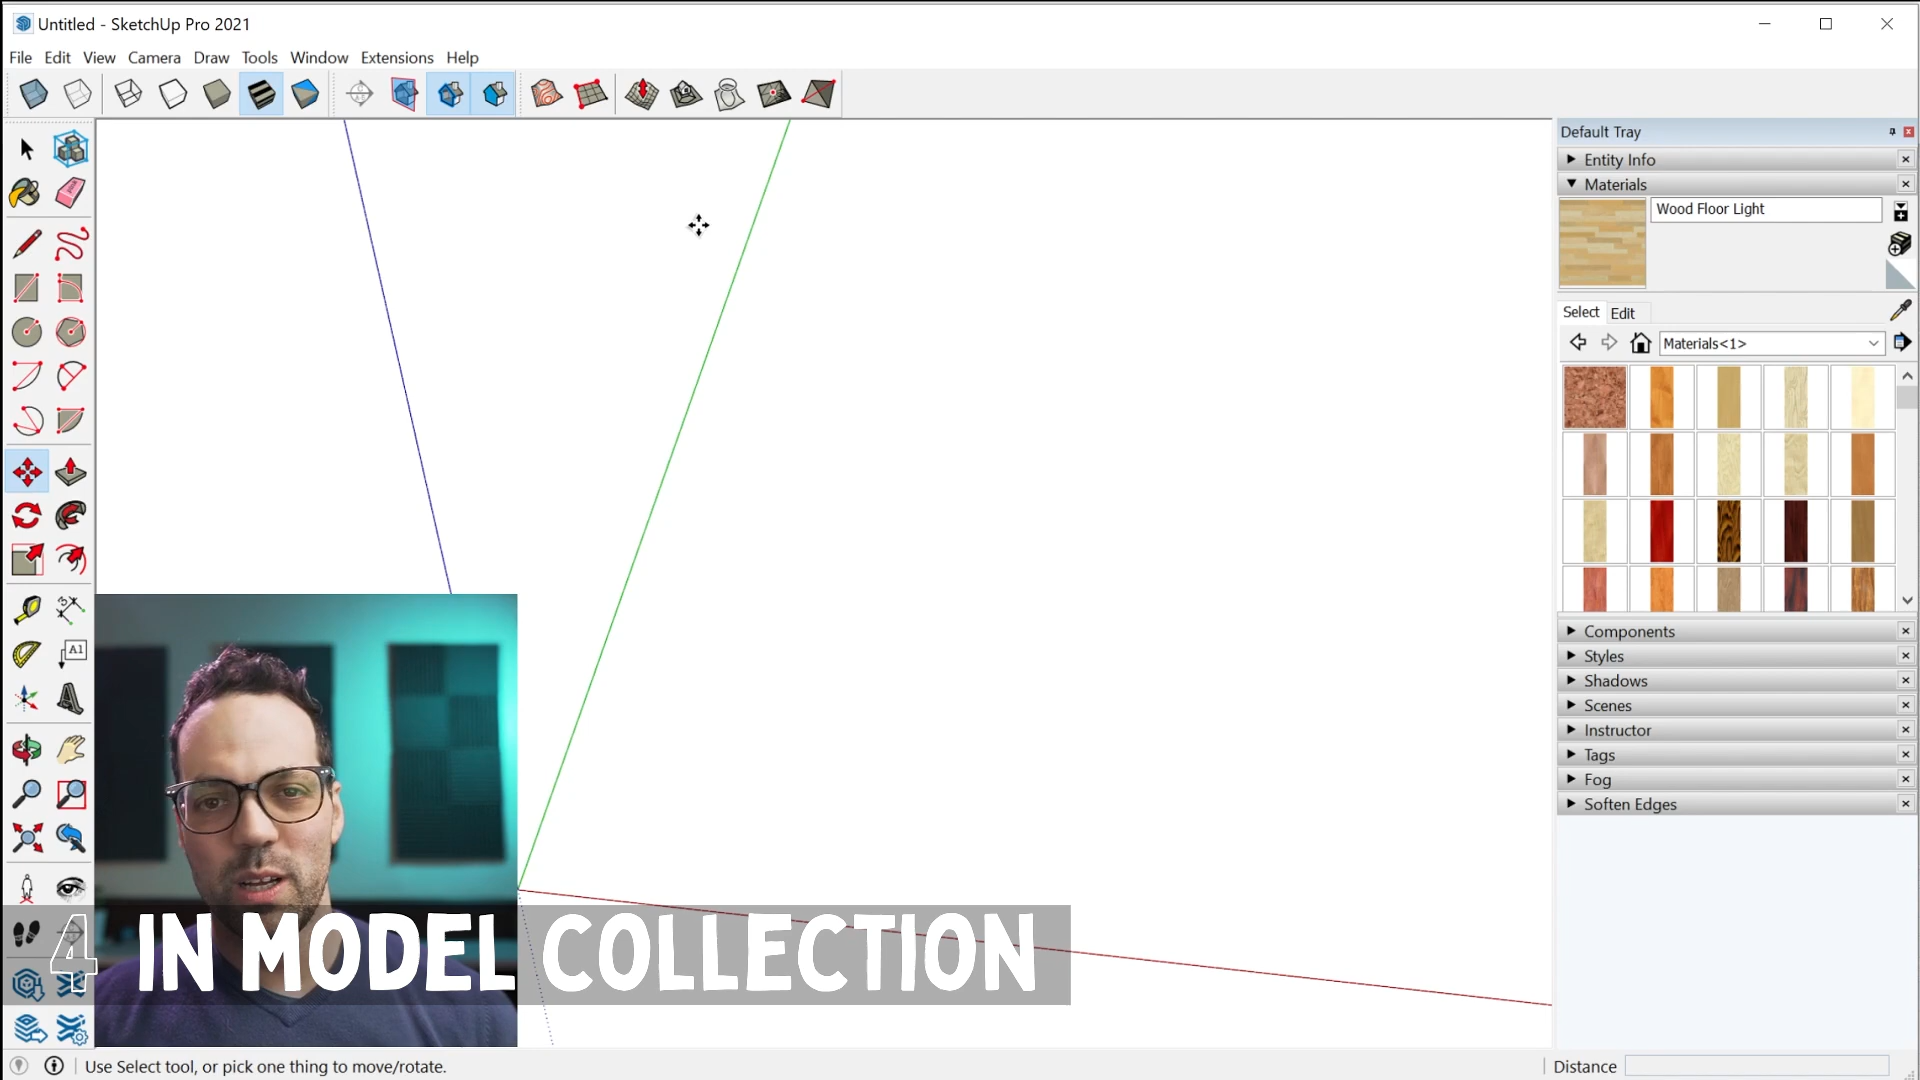 Untitled - SketchUp Pro 2021
File Edit View Camera Draw Tools Window Extensions Help
Default Tray
Entity Info
Materials
Wood Floor Light
Select Edit
Materials<1>
Components
Styles
Shadows
Scenes
Instructor
Tags
Fog
Soften Edges
A1
3
4 IN MODEL COLLECTION
Use Select tool, or pick one thing to move/rotate.
Distance